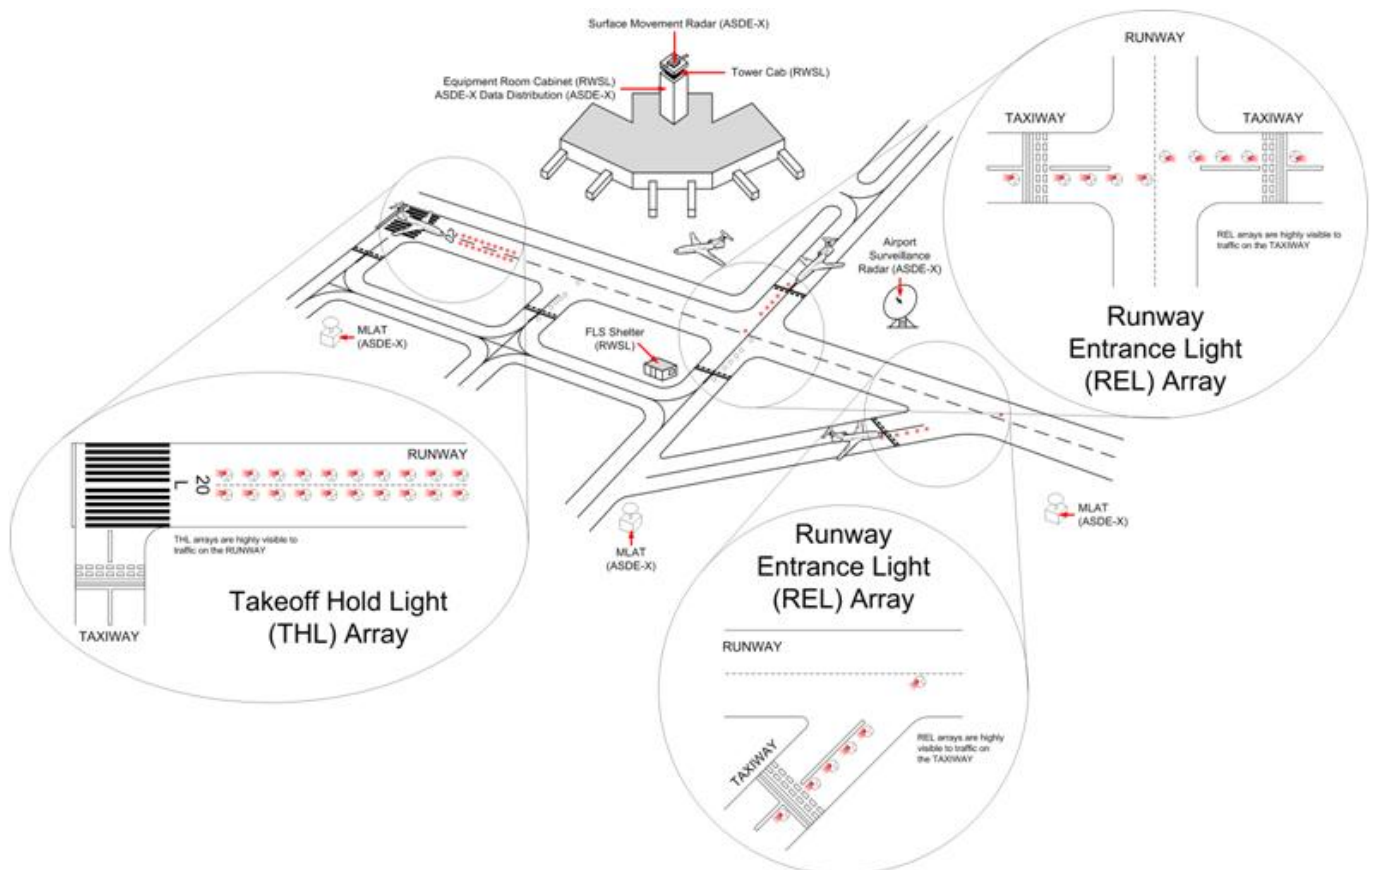 Surface Movement Radar (ASDE-X)
Tower Cab (RWSL)
Equipment Room Cabinet (RWSL)
ASDE-X Data Distribution (ASDE-X)
RUNWAY
TAXIWAY
TAXIWAY
REL arrays are highly visible to
traffic on the TAXIWAY
Runway
Entrance Light
(REL) Array
Airport
Surveillance
Radar (ASDE-X)
MLAT
(ASDE-X)
FLS Shelter
(RWSL)
RUNWAY
20
L
THL arrays are highly visible to
traffic on the RUNWAY
TAXIWAY
Takeoff Hold Light
(THL) Array
MLAT
(ASDE-X)
MLAT
(ASDE-X)
Runway
Entrance Light
(REL) Array
RUNWAY
TAXIWAY
REL arrays are highly
visible to traffic on
the TAXIWAY